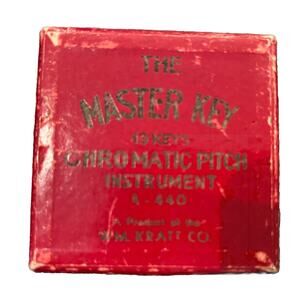 THE
MASTER KEY
13 KEYS
CHROMATIC PITCH
INSTRUMENT
A-440
A Product of the
WM. KRATT CO.